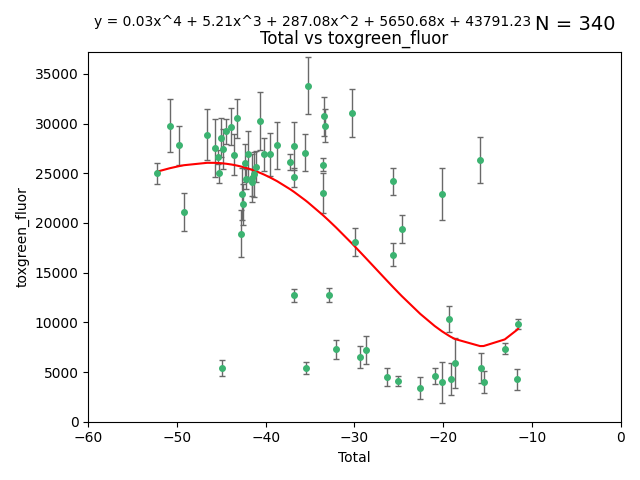 y = 0.03x^4 + 5.21x^3 + 287.08x^2 + 5650.68x + 43791.23 N = 340
Total vs toxgreen_fluor
35000
30000
25000
20000
15000
10000
5000
0
toxgreen_fluor
−60 −50 −40 −30 −20 −10 0
Total